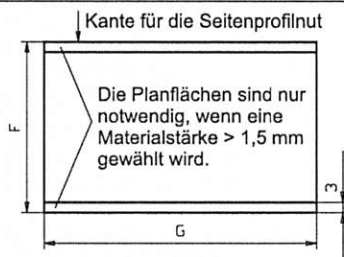 Kante für die Seitenprofilnut
Die Planflächen sind nur
notwendig, wenn eine
Materialstärke > 1,5 mm
gewählt wird.
F
3
G